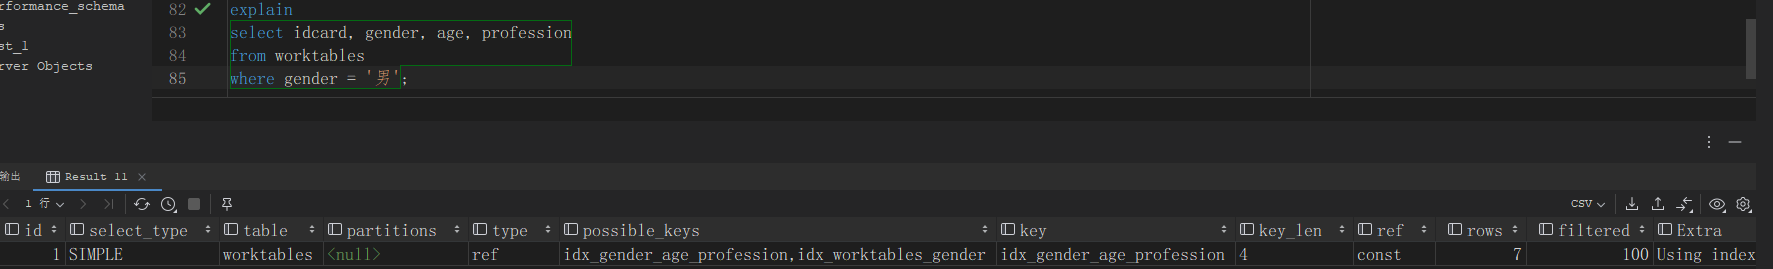 rformance_schema
s
st_l
rver Objects
82 explain
83 select idcard, gender, age, profession
84 from worktables
85 where gender = '男';
输出 Result 11
1 行 CSV
id select_type table partitions type possible_keys key key_len ref rows filtered Extra
1 SIMPLE worktables <null> ref idx_gender_age_profession,idx_worktables_gender idx_gender_age_profession 4 const 7 100 Using index